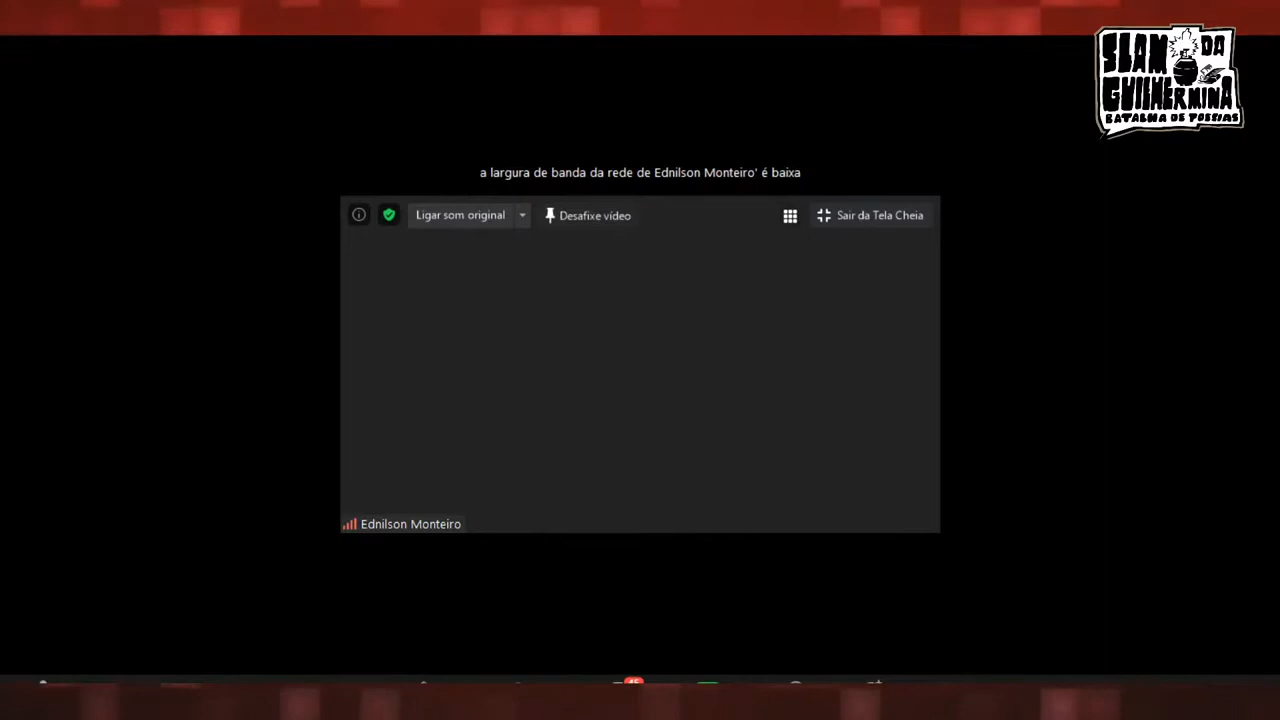 SLAM DA
GUILHERMINA
BATALHA DE POESIAS
a largura de banda da rede de Ednilson Monteiro' é baixa
Ligar som original
Desafixe vídeo
Sair da Tela Cheia
Ednilson Monteiro
45